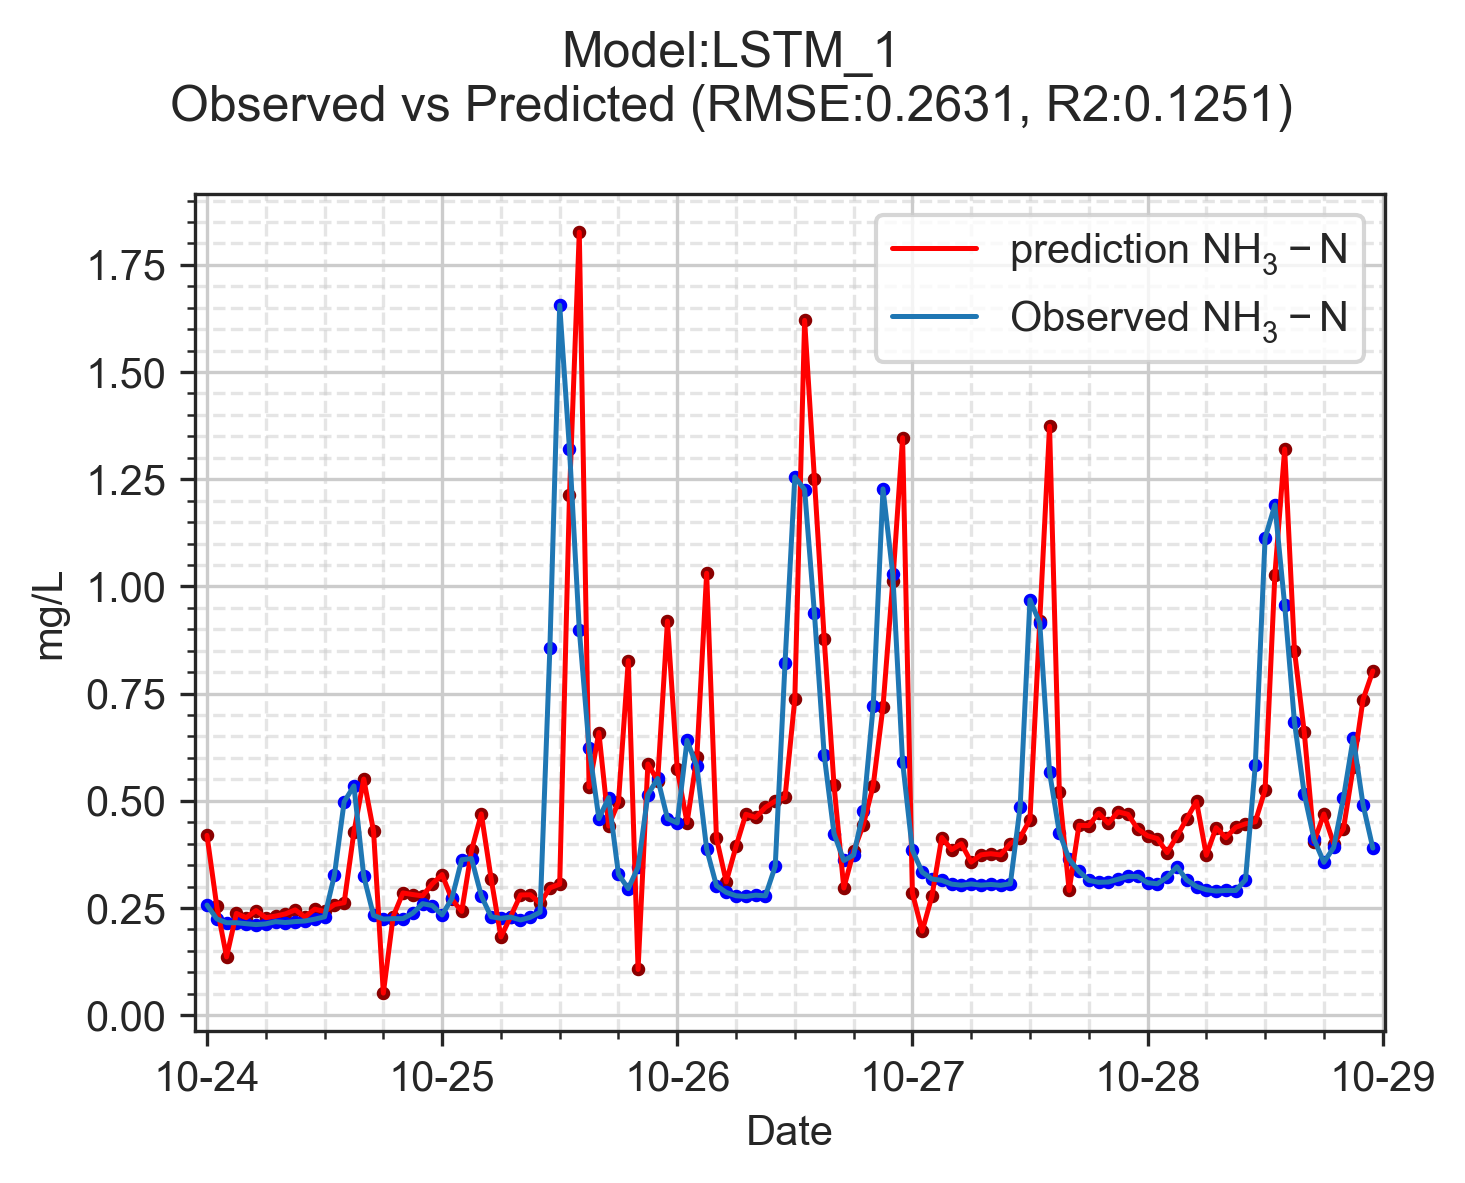 Model:LSTM_1
Observed vs Predicted (RMSE:0.2631, R2:0.1251)
prediction NH₃ − N
Observed NH₃ − N
1.75
1.50
1.25
1.00
0.75
0.50
0.25
0.00
mg/L
10-24 10-25 10-26 10-27 10-28 10-29
Date